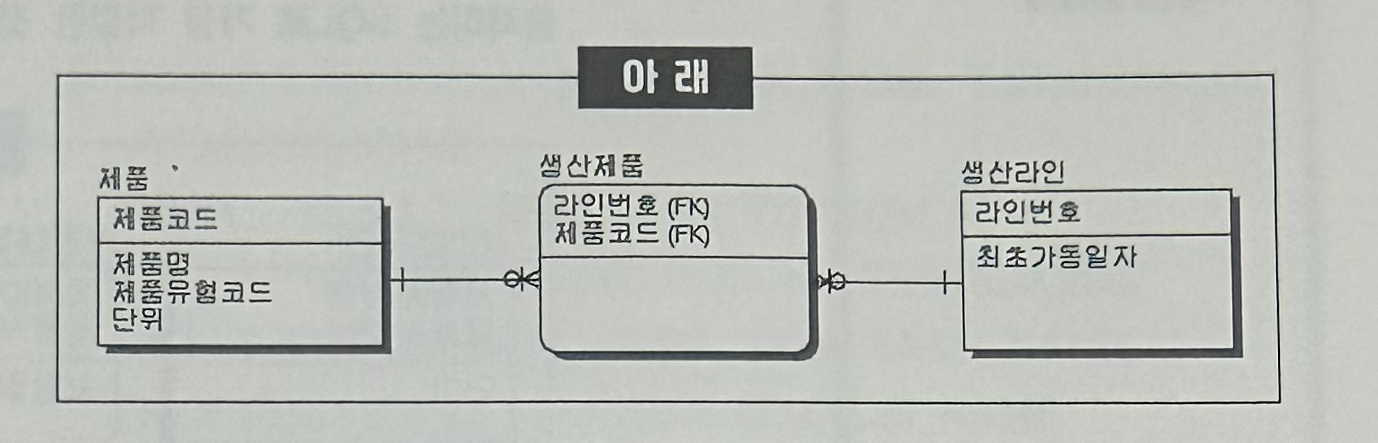 아 래
제품
제품코드
제품명
제품유형코드
단위
생산제품
라인번호 (FK)
제품코드 (FK)
생산라인
라인번호
최초가동일자